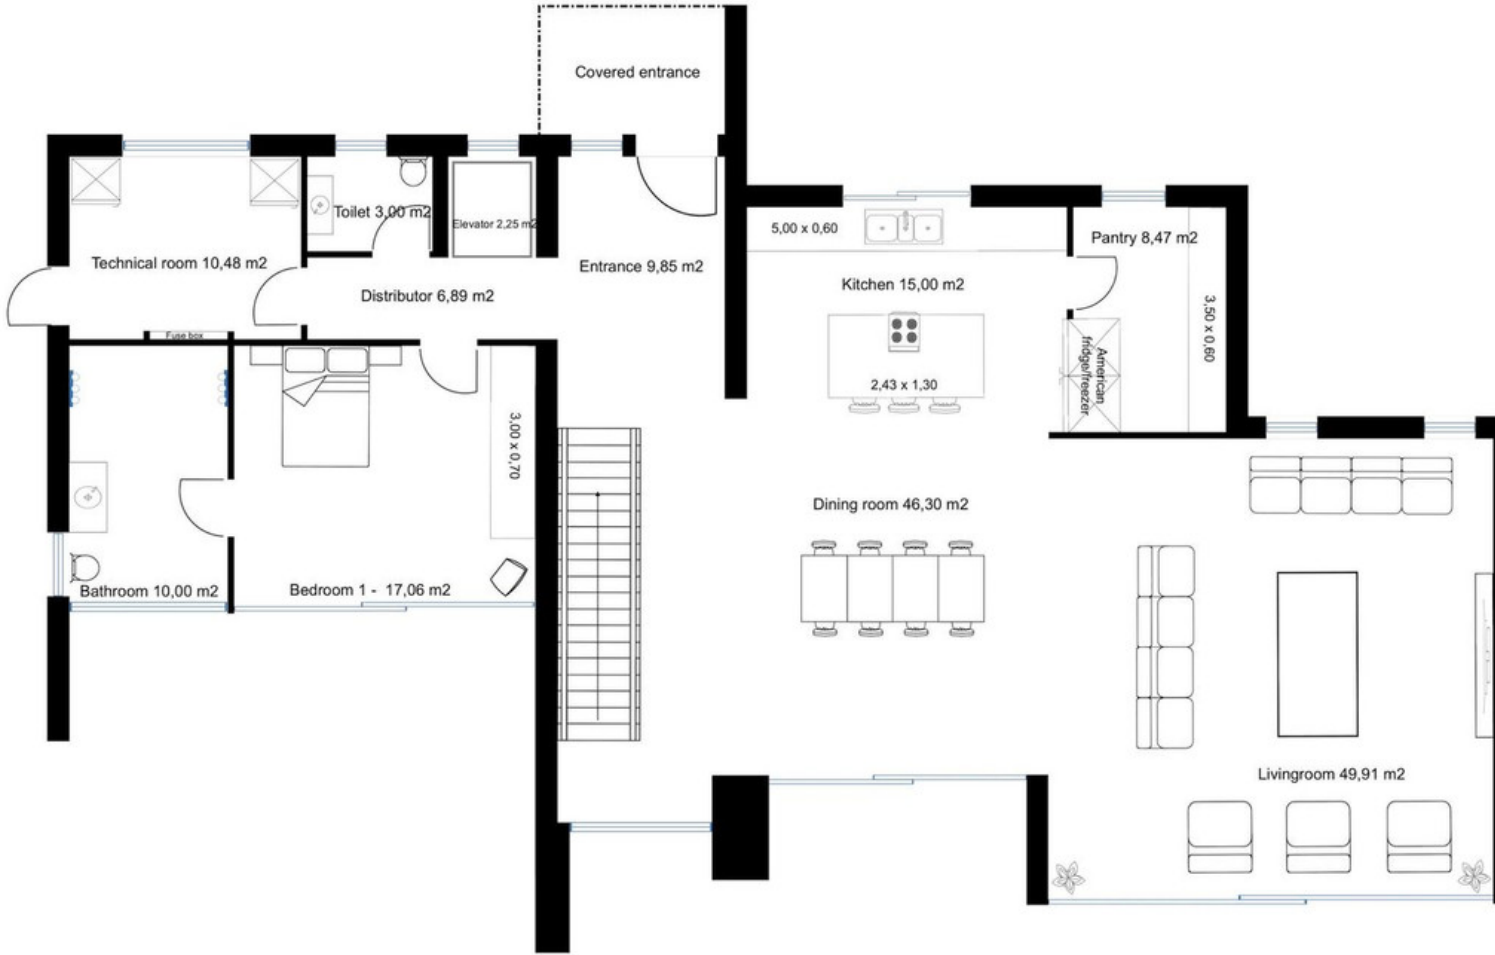 Covered entrance
Toilet 3,00 m2
Elevator 2,25 m2
5,00 x 0,60
Pantry 8,47 m2
Technical room 10,48 m2
Entrance 9,85 m2
Kitchen 15,00 m2
Distributor 6,89 m2
3,50 x 0,60
Fuse box
American
fridge/freezer
2,43 x 1,30
3,00 x 0,70
Dining room 46,30 m2
Bathroom 10,00 m2
Bedroom 1 - 17,06 m2
Livingroom 49,91 m2